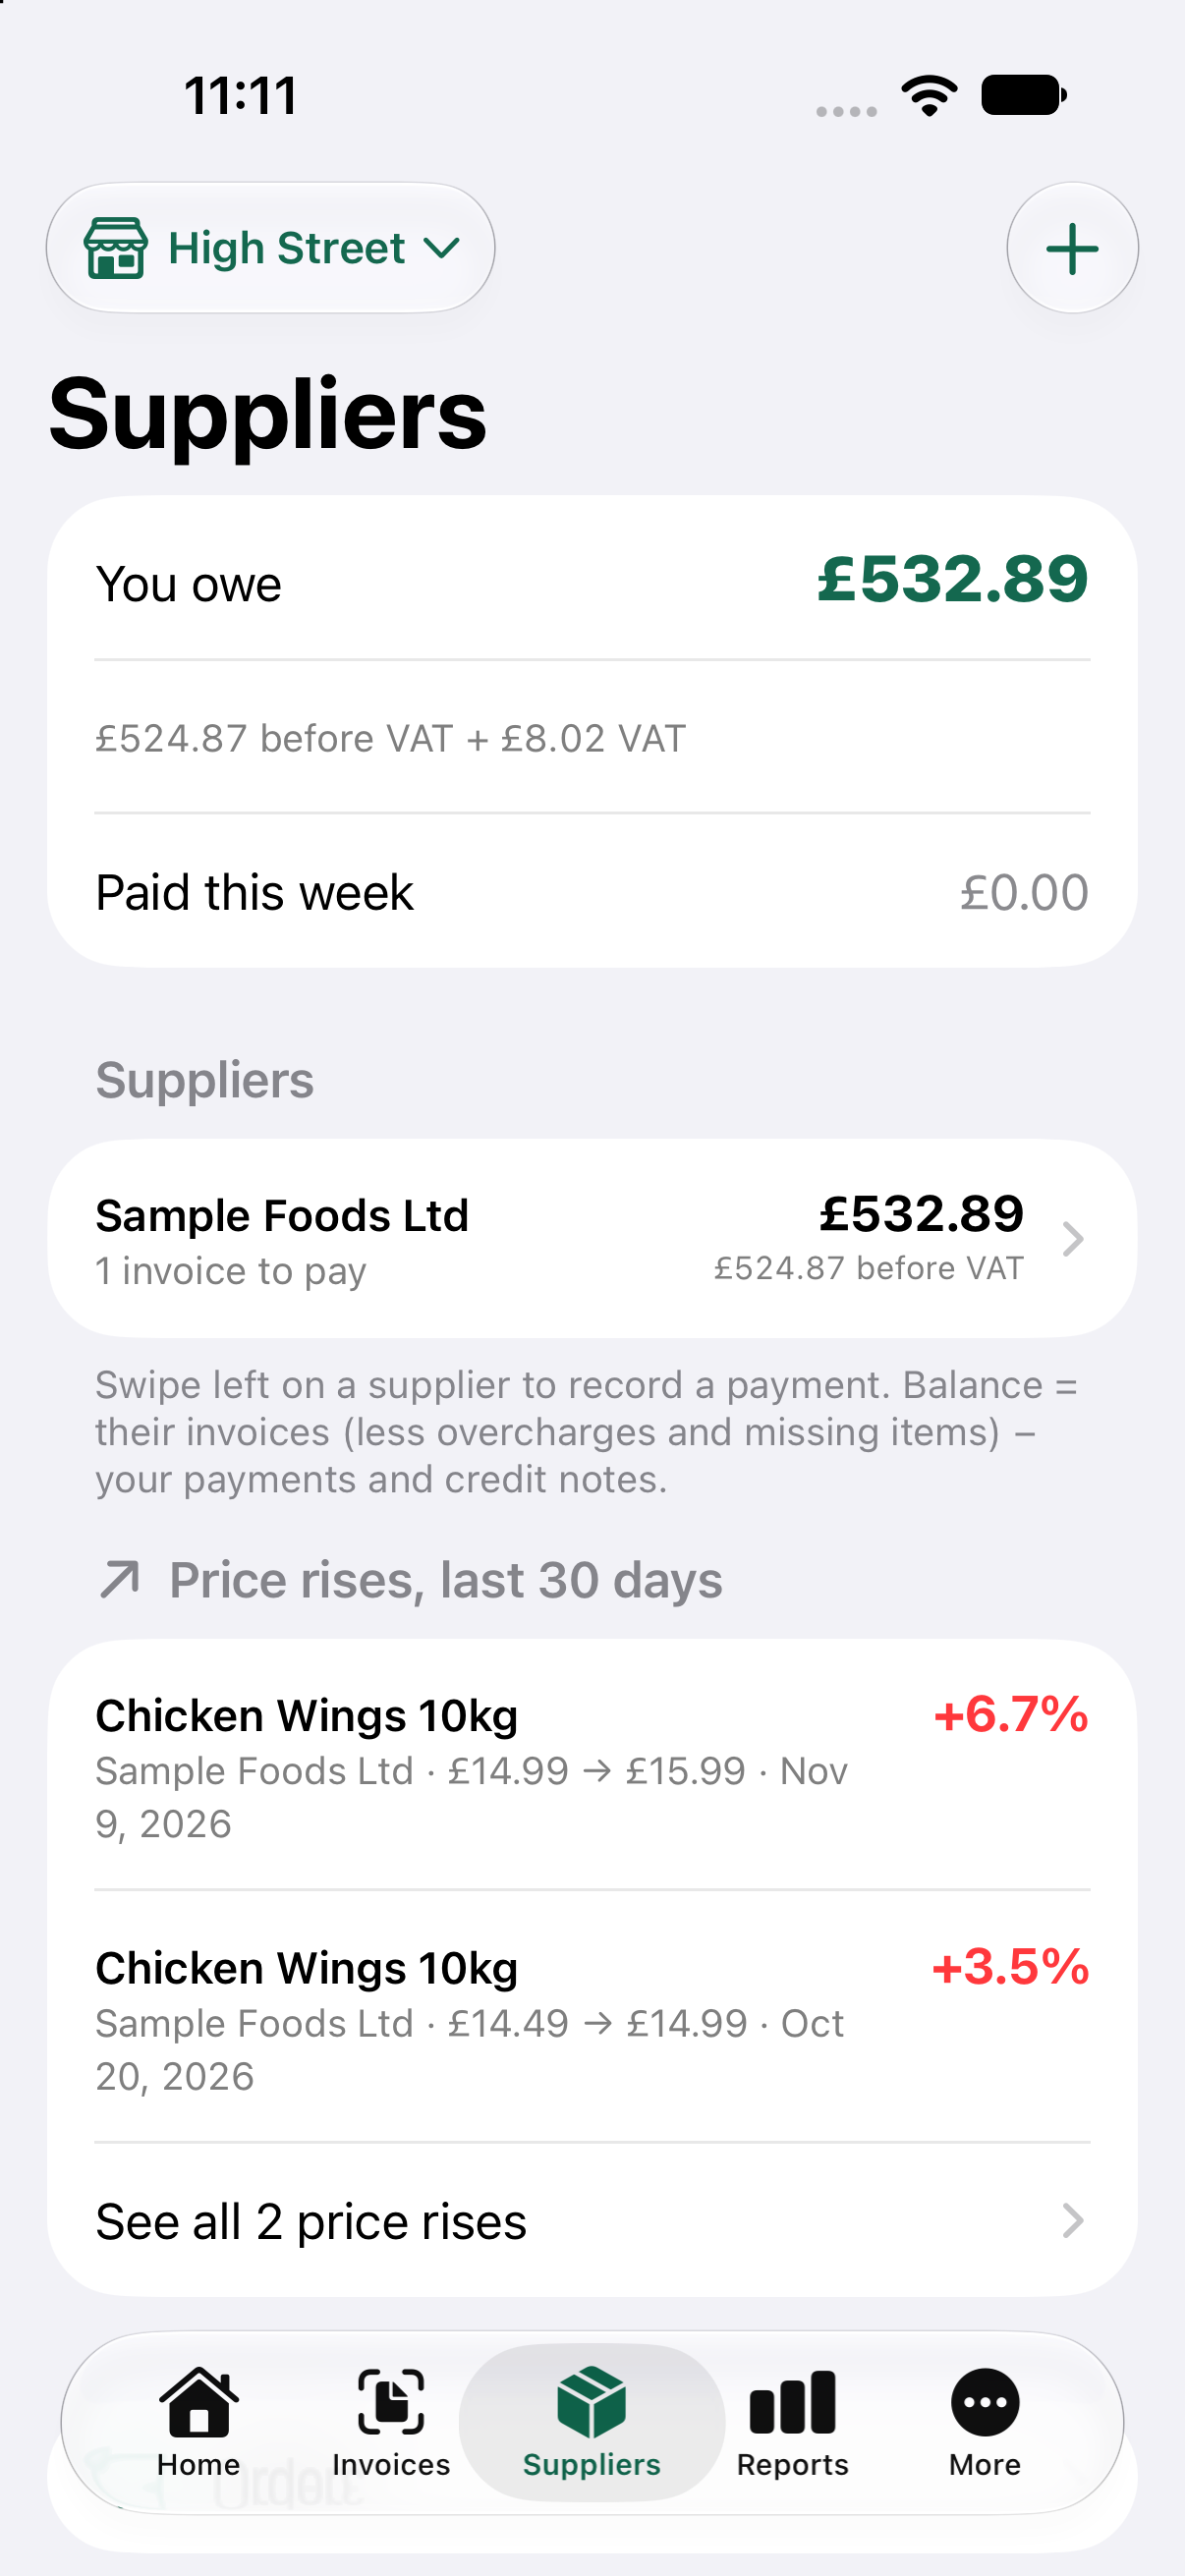 11:11
High Street
Suppliers
You owe £532.89
£524.87 before VAT + £8.02 VAT
Paid this week £0.00
Suppliers
Sample Foods Ltd £532.89
1 invoice to pay £524.87 before VAT
Swipe left on a supplier to record a payment. Balance =
their invoices (less overcharges and missing items) –
your payments and credit notes.
Price rises, last 30 days
Chicken Wings 10kg +6.7%
Sample Foods Ltd · £14.99 → £15.99 · Nov
9, 2026
Chicken Wings 10kg +3.5%
Sample Foods Ltd · £14.49 → £14.99 · Oct
20, 2026
See all 2 price rises
Home Invoices Suppliers Reports More